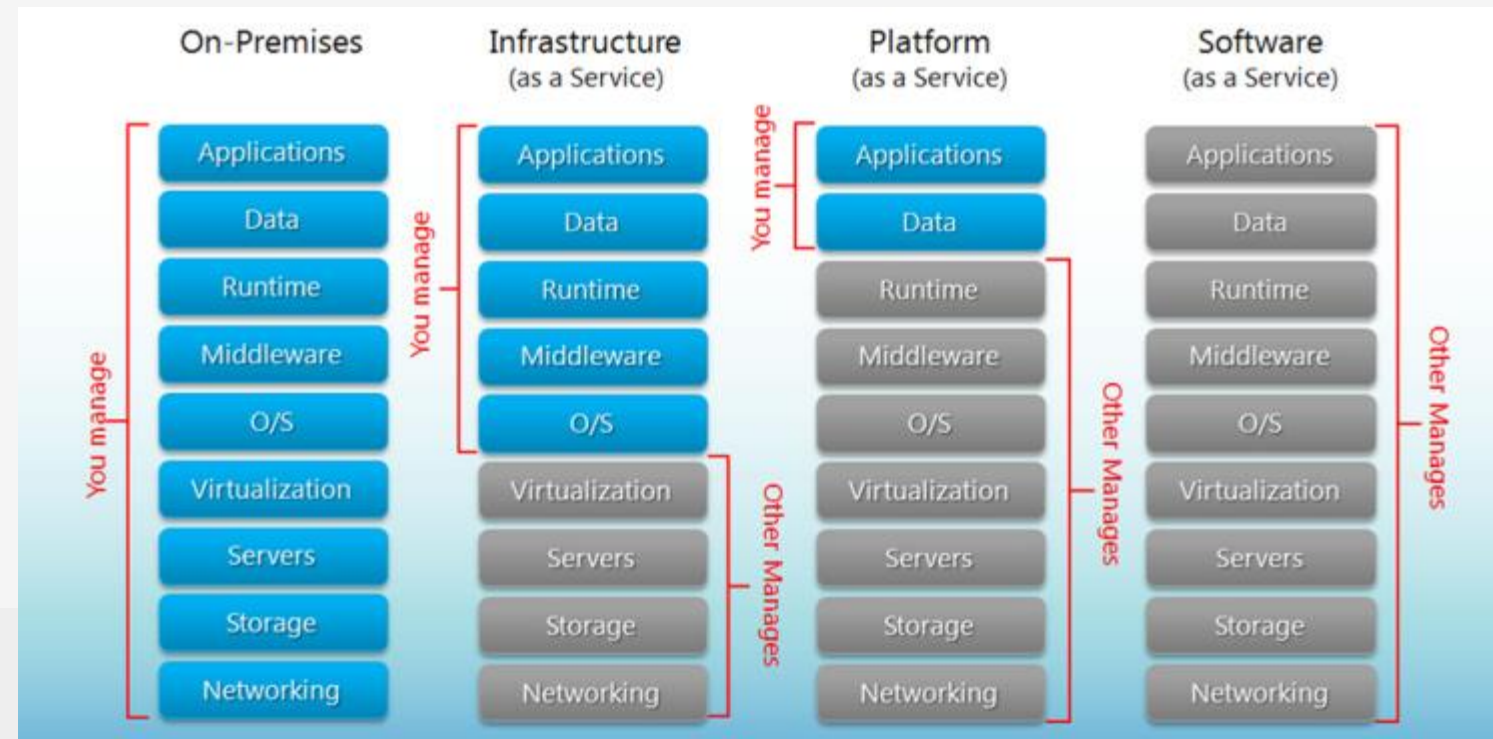 On-Premises
You manage
Applications
Data
Runtime
Middleware
O/S
Virtualization
Servers
Storage
Networking
Infrastructure
(as a Service)
You manage
Applications
Data
Runtime
Middleware
O/S
Virtualization
Servers
Storage
Networking
Other Manages
Platform
(as a Service)
You manage
Applications
Data
Runtime
Middleware
O/S
Virtualization
Servers
Storage
Networking
Other Manages
Software
(as a Service)
Applications
Data
Runtime
Middleware
O/S
Virtualization
Servers
Storage
Networking
Other Manages